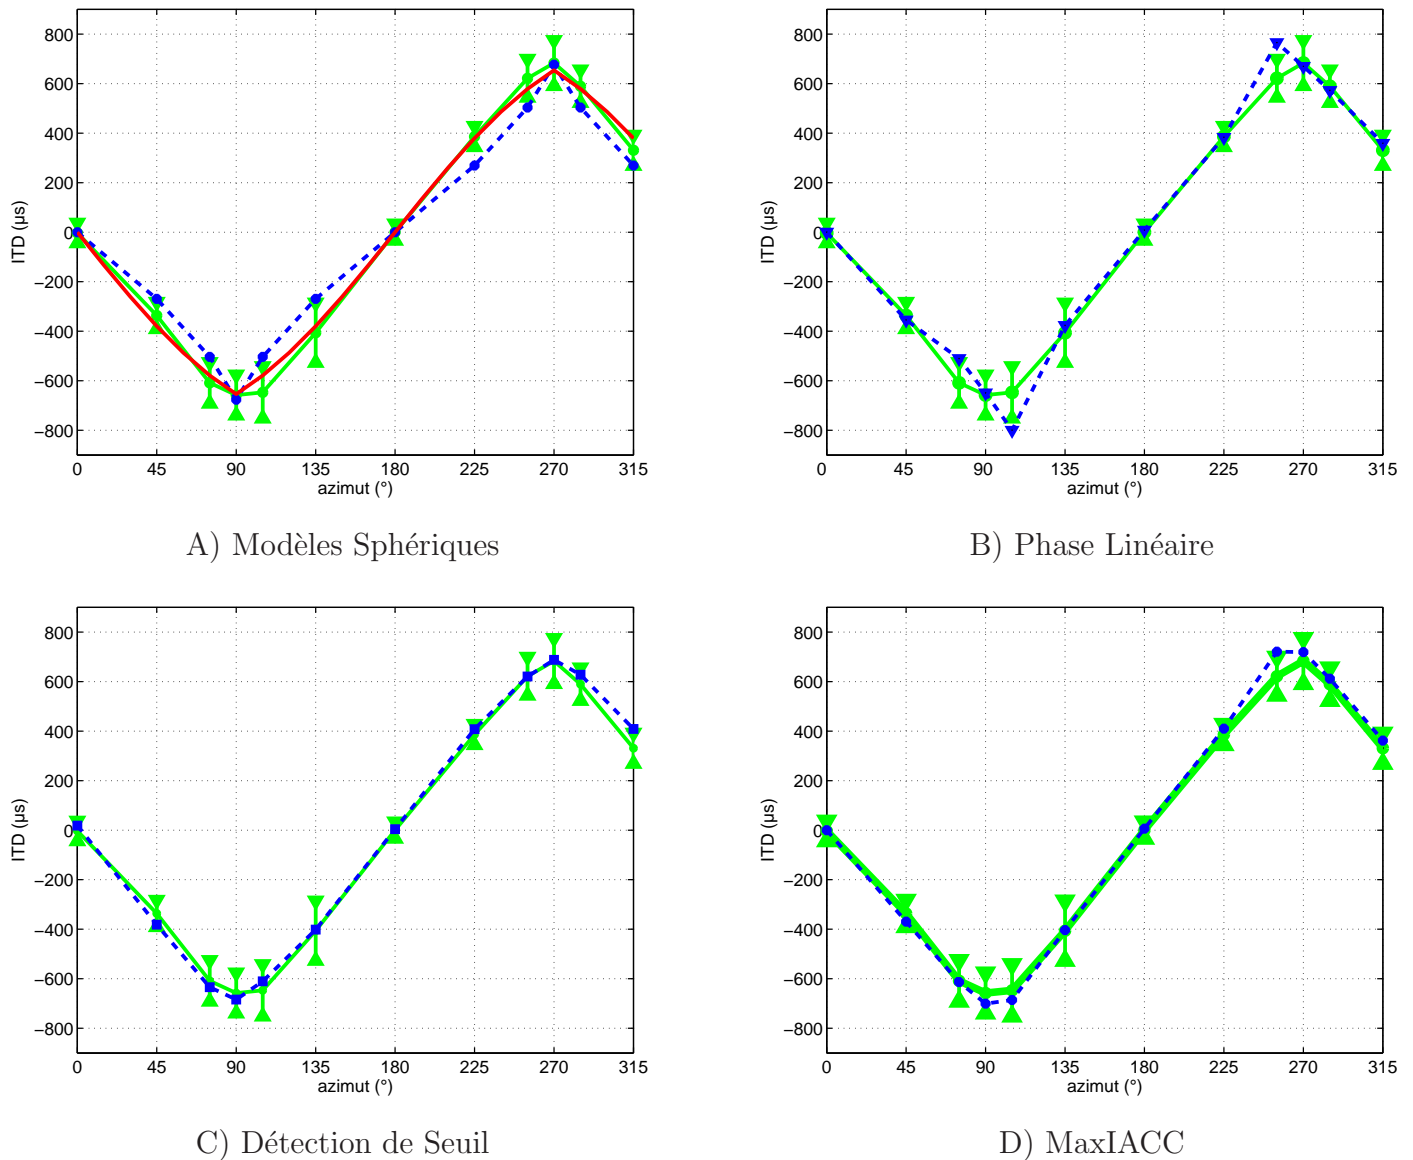 800
600
400
200
0
−200
−400
−600
−800
0 45 90 135 180 225 270 315
ITD (µs)
azimut (°)
A) Modèles Sphériques
800
600
400
200
0
−200
−400
−600
−800
0 45 90 135 180 225 270 315
ITD (µs)
azimut (°)
B) Phase Linéaire
800
600
400
200
0
−200
−400
−600
−800
0 45 90 135 180 225 270 315
ITD (µs)
azimut (°)
C) Détection de Seuil
800
600
400
200
0
−200
−400
−600
−800
0 45 90 135 180 225 270 315
ITD (µs)
azimut (°)
D) MaxIACC